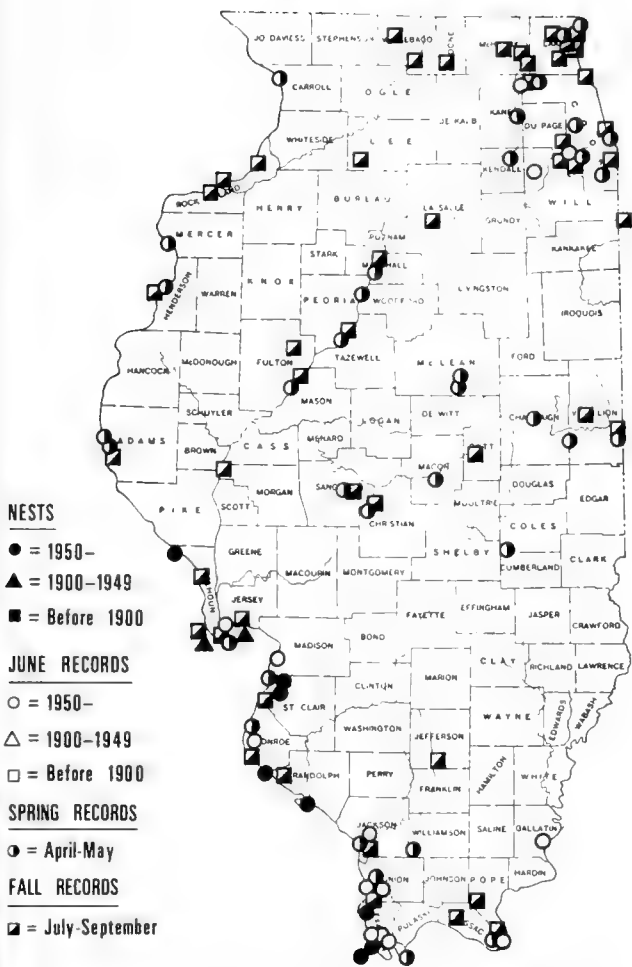 JO DAVIESS
STEPHENSON
CARROLL
OGLE
DE KALB
KANE
DU PAGE
WHITESIDE
LEE
KENDALL
WILL
ROCK
HENRY
BUREAU
LA SALLE
GRUNDY
PUTNAM
KANKAKEE
MERCER
STARK
MARSHALL
HENDERSON
WARREN
KNOX
PEORIA
WOODFORD
LIVINGSTON
IROQUOIS
HANCOCK
McDONOUGH
FULTON
TAZEWELL
McLEAN
FORD
MASON
SCHUYLER
LOGAN
DE WITT
ADAMS
BROWN
CASS
MENARD
MACON
DOUGLAS
EDGAR
MORGAN
SCOTT
CHRISTIAN
MOULTRIE
COLES
PIKE
SHELBY
CUMBERLAND
CLARK
GREENE
MACOUPIN
MONTGOMERY
JERSEY
FAYETTE
EFFINGHAM
JASPER
CRAWFORD
MADISON
BOND
CLAY
RICHLAND
LAWRENCE
MARION
CLINTON
ST CLAIR
WAYNE
EDWARDS
WABASH
WASHINGTON
JEFFERSON
MONROE
RANDOLPH
PERRY
HAMILTON
WHITE
FRANKLIN
JACKSON
WILLIAMSON
SALINE
GALLATIN
UNION
JOHNSON
POPE
HARDIN
PULASKI
NESTS
= 1950-
= 1900-1949
= Before 1900
JUNE RECORDS
= 1950-
= 1900-1949
= Before 1900
SPRING RECORDS
= April-May
FALL RECORDS
= July-September